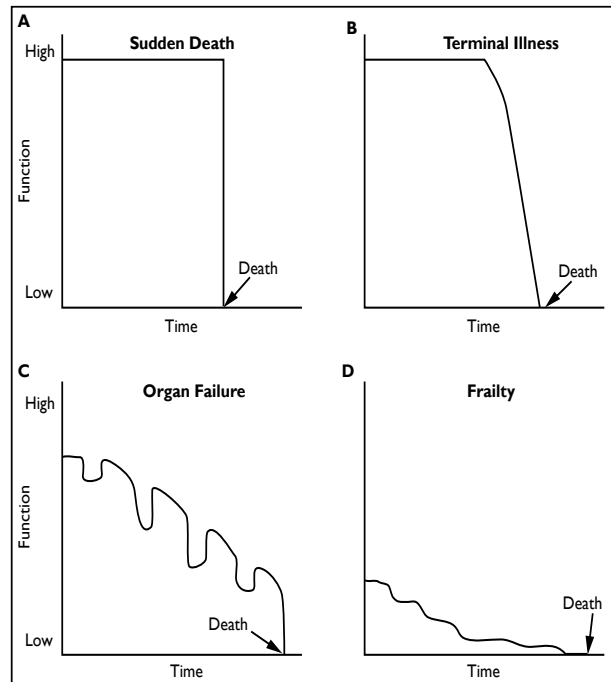 A
Sudden Death
High
Function
Low
Death
Time
B
Terminal Illness
Death
Time
C
Organ Failure
High
Function
Low
Death
Time
D
Frailty
Death
Time